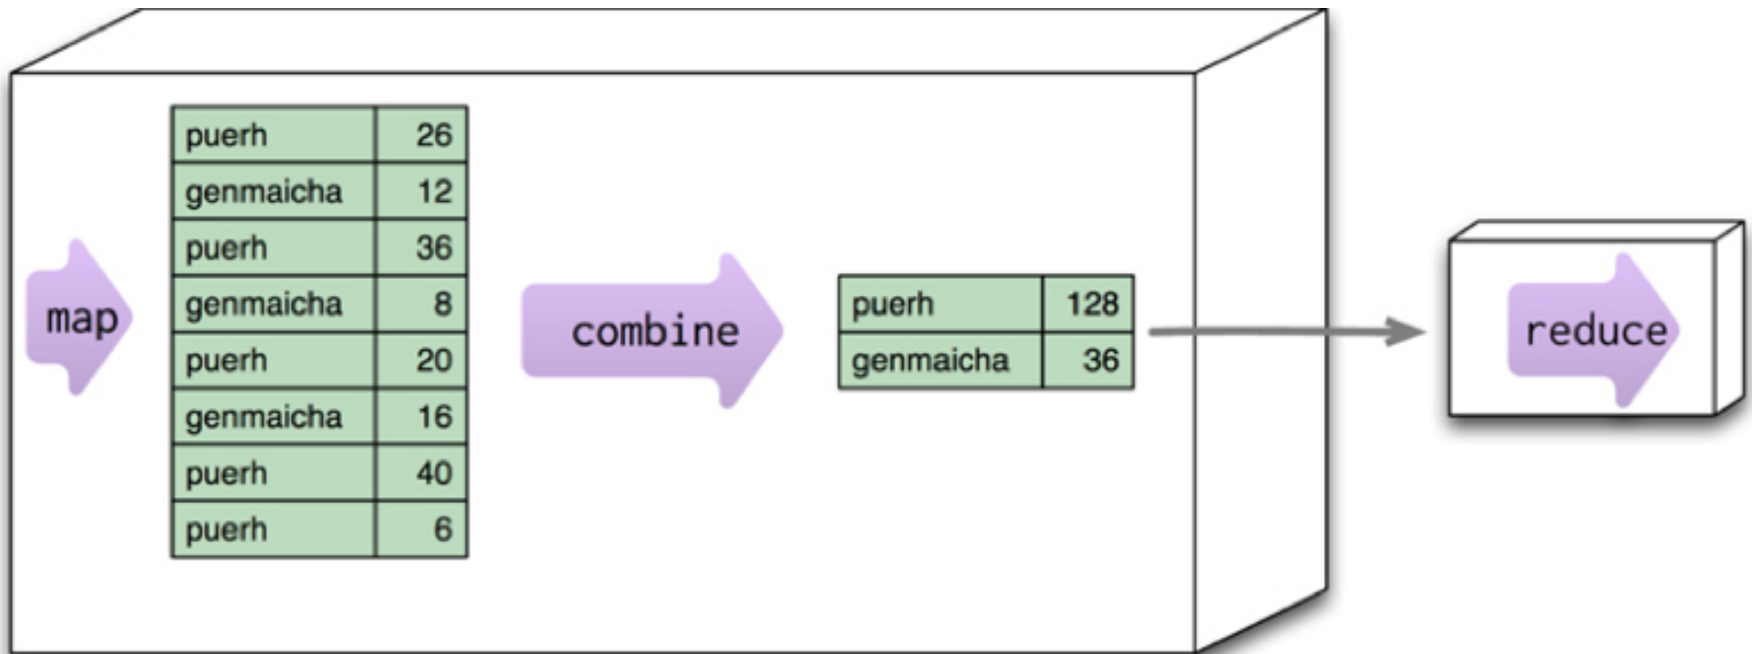 map
puerh 26
genmaicha 12
puerh 36
genmaicha 8
puerh 20
genmaicha 16
puerh 40
puerh 6
combine
puerh 128
genmaicha 36
reduce